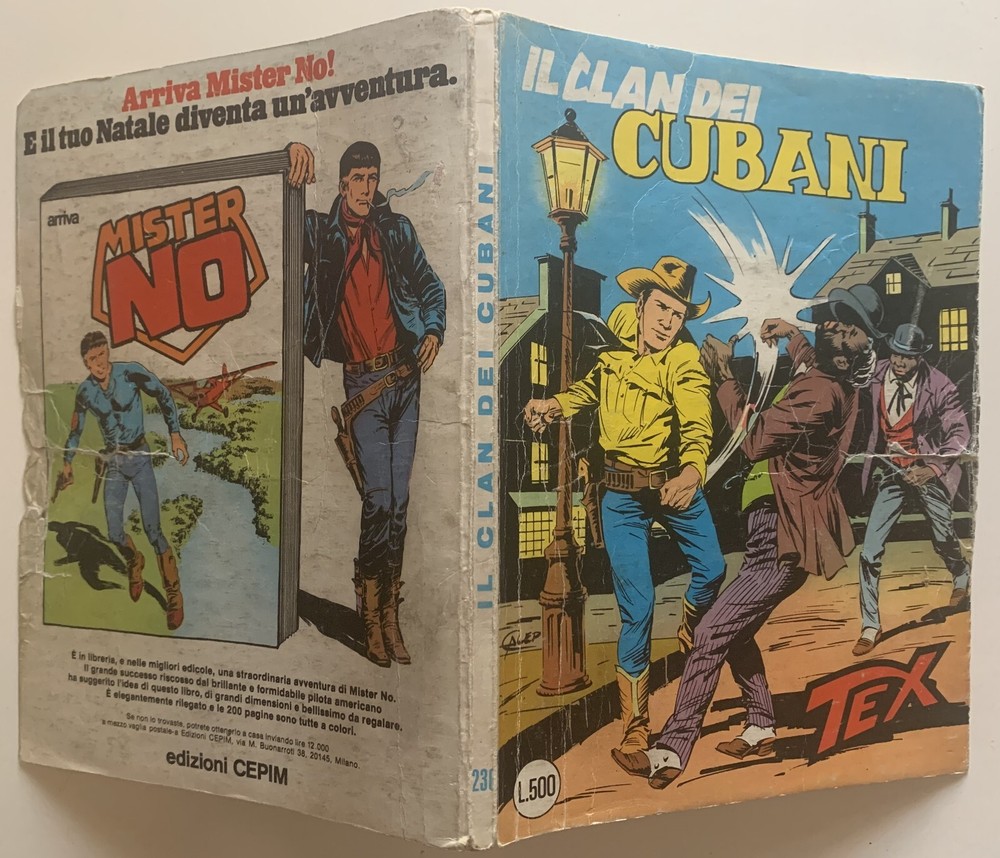 Arriva Mister No!
E il tuo Natale diventa un'avventura.
arriva
MISTER
NO
È in libreria, e nelle migliori edicole, una straordinaria avventura di Mister No.
Il grande successo riscosso dal brillante e formidabile pilota americano
ha suggerito l'idea di questo libro, di grandi dimensioni e bellissimo da regalare.
È elegantemente rilegato e le 200 pagine sono tutte a colori.
Se non lo trovaste, potrete ottenerlo a casa inviando lire 12.000
a mezzo vaglia postale a Edizioni CEPIM, via M. Buonarroti 38, 20145, Milano.
edizioni CEPIM
IL CLAN DEI CUBANI
IL CLAN DEI
CUBANI
GALEP
TEX
L.500